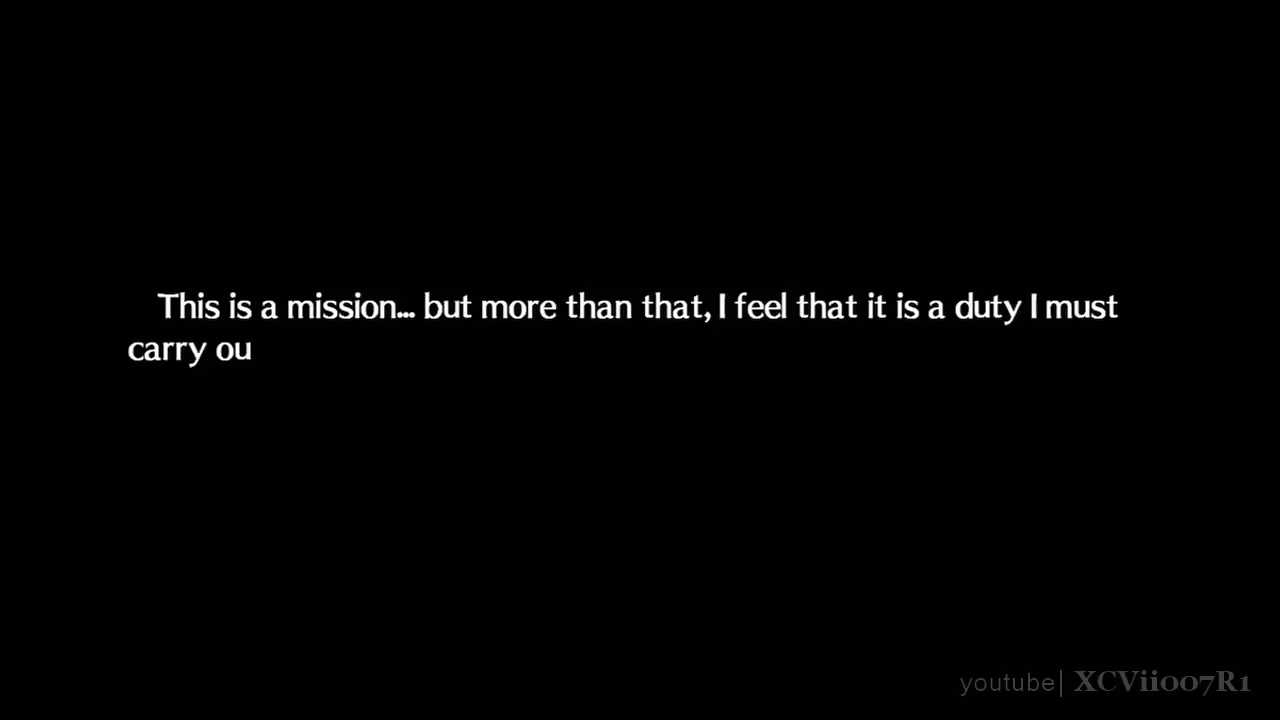 This is a mission... but more than that, I feel that it is a duty I must
carry ou
youtube| XCVii007R1